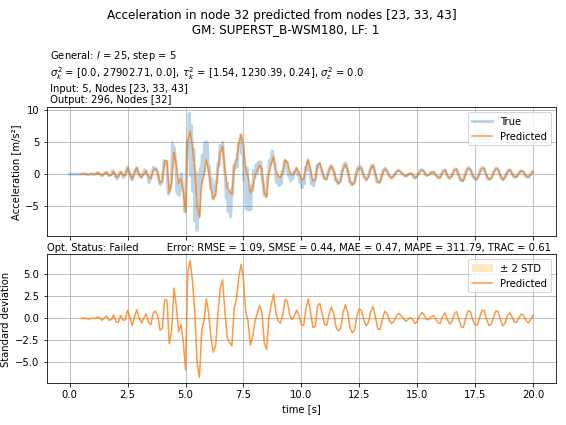 Acceleration in node 32 predicted from nodes [23, 33, 43]
GM: SUPERST_B-WSM180, LF: 1
General: l = 25, step = 5
σ²ₖ = [0.0, 27902.71, 0.0], τ²ₖ = [1.54, 1230.39, 0.24], σ²ε = 0.0
Input: 5, Nodes [23, 33, 43]
Output: 296, Nodes [32]
10
5
0
−5
Acceleration [m/s²]
True
Predicted
Opt. Status: Failed
Error: RMSE = 1.09, SMSE = 0.44, MAE = 0.47, MAPE = 311.79, TRAC = 0.61
5.0
2.5
0.0
−2.5
−5.0
Standard deviation
± 2 STD
Predicted
0.0 2.5 5.0 7.5 10.0 12.5 15.0 17.5 20.0
time [s]